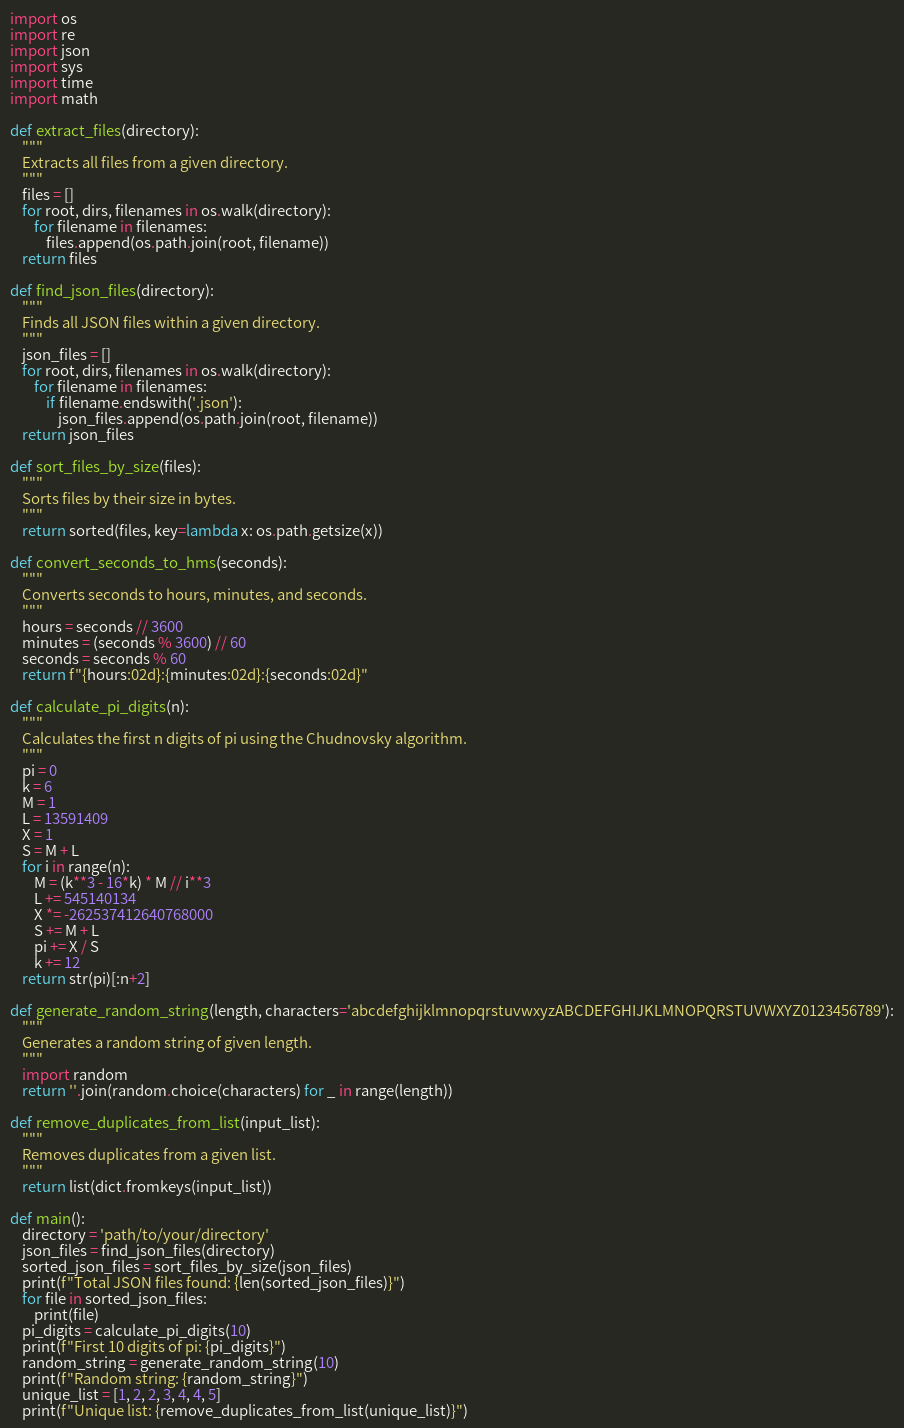 import os
import re
import json
import sys
import time
import math

def extract_files(directory):
    """
    Extracts all files from a given directory.
    """
    files = []
    for root, dirs, filenames in os.walk(directory):
        for filename in filenames:
            files.append(os.path.join(root, filename))
    return files

def find_json_files(directory):
    """
    Finds all JSON files within a given directory.
    """
    json_files = []
    for root, dirs, filenames in os.walk(directory):
        for filename in filenames:
            if filename.endswith('.json'):
                json_files.append(os.path.join(root, filename))
    return json_files

def sort_files_by_size(files):
    """
    Sorts files by their size in bytes.
    """
    return sorted(files, key=lambda x: os.path.getsize(x))

def convert_seconds_to_hms(seconds):
    """
    Converts seconds to hours, minutes, and seconds.
    """
    hours = seconds // 3600
    minutes = (seconds % 3600) // 60
    seconds = seconds % 60
    return f"{hours:02d}:{minutes:02d}:{seconds:02d}"

def calculate_pi_digits(n):
    """
    Calculates the first n digits of pi using the Chudnovsky algorithm.
    """
    pi = 0
    k = 6
    M = 1
    L = 13591409
    X = 1
    S = M + L
    for i in range(n):
        M = (k**3 - 16*k) * M // i**3
        L += 545140134
        X *= -262537412640768000
        S += M + L
        pi += X / S
        k += 12
    return str(pi)[:n+2]

def generate_random_string(length, characters='abcdefghijklmnopqrstuvwxyzABCDEFGHIJKLMNOPQRSTUVWXYZ0123456789'):
    """
    Generates a random string of given length.
    """
    import random
    return ''.join(random.choice(characters) for _ in range(length))

def remove_duplicates_from_list(input_list):
    """
    Removes duplicates from a given list.
    """
    return list(dict.fromkeys(input_list))

def main():
    directory = 'path/to/your/directory'
    json_files = find_json_files(directory)
    sorted_json_files = sort_files_by_size(json_files)
    print(f"Total JSON files found: {len(sorted_json_files)}")
    for file in sorted_json_files:
        print(file)
    pi_digits = calculate_pi_digits(10)
    print(f"First 10 digits of pi: {pi_digits}")
    random_string = generate_random_string(10)
    print(f"Random string: {random_string}")
    unique_list = [1, 2, 2, 3, 4, 4, 5]
    print(f"Unique list: {remove_duplicates_from_list(unique_list)}")